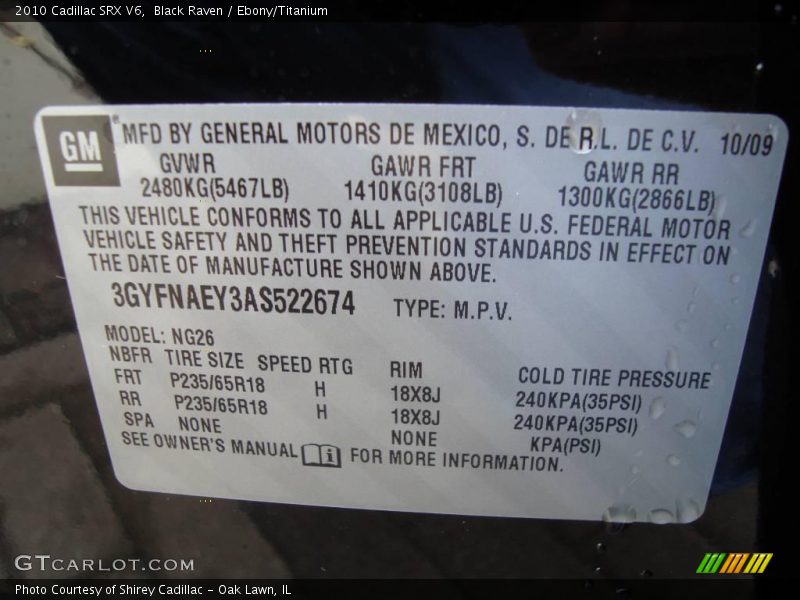 2010 Cadillac SRX V6,  Black Raven / Ebony/Titanium
GM® MFD BY GENERAL MOTORS DE MEXICO, S. DE R.L. DE C.V. 10/09
GVWR GAWR FRT GAWR RR
2480KG(5467LB) 1410KG(3108LB) 1300KG(2866LB)
THIS VEHICLE CONFORMS TO ALL APPLICABLE U.S. FEDERAL MOTOR
VEHICLE SAFETY AND THEFT PREVENTION STANDARDS IN EFFECT ON
THE DATE OF MANUFACTURE SHOWN ABOVE.
3GYFNAEY3AS522674 TYPE: M.P.V.
MODEL: NG26
NBFR TIRE SIZE SPEED RTG RIM COLD TIRE PRESSURE
FRT P235/65R18 H 18X8J 240KPA(35PSI)
RR P235/65R18 H 18X8J 240KPA(35PSI)
SPA NONE NONE KPA(PSI)
SEE OWNER'S MANUAL FOR MORE INFORMATION.
GTCARLOT.COM
Photo Courtesy of Shirey Cadillac - Oak Lawn, IL